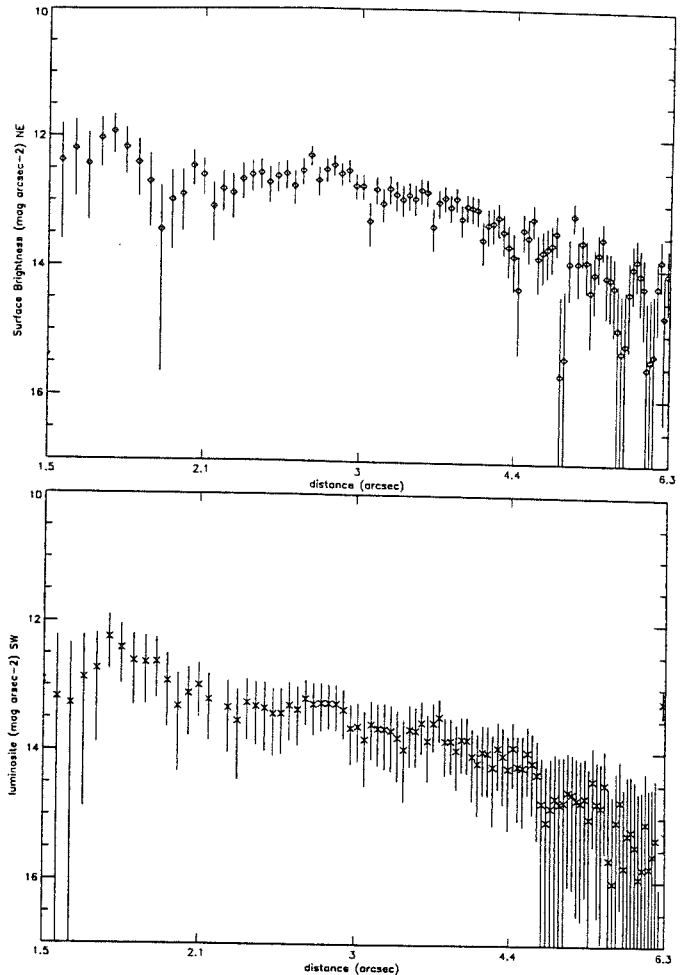 10
12
14
16
Surface Brightness (mag arcsec-2) NE
1.5 2.1 3 4.4 6.3
distance (arcsec)
10
12
14
16
luminosite (mag arsec-2) SW
1.5 2.1 3 4.4 6.3
distance (arcsec)